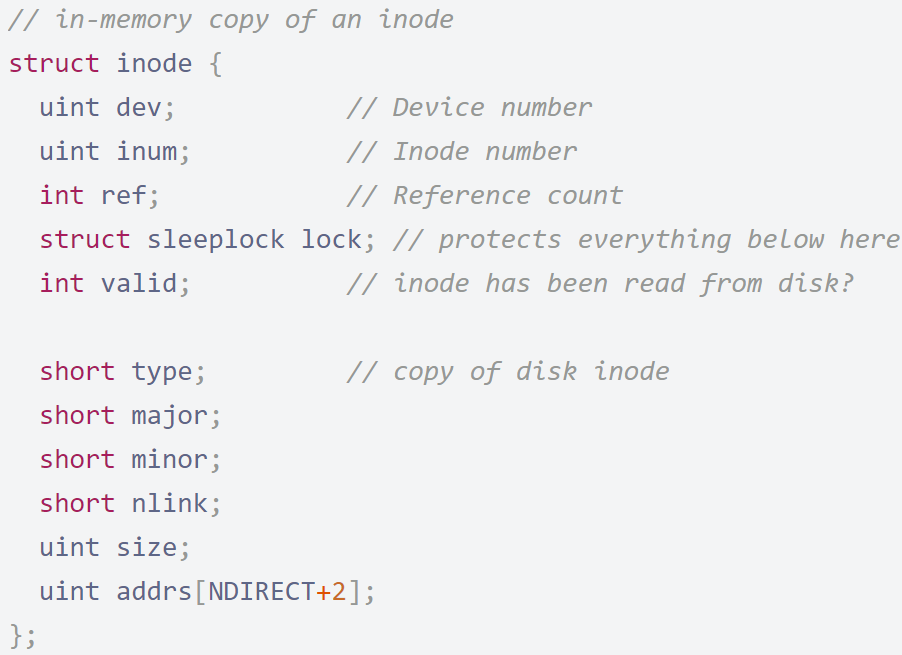 // in-memory copy of an inode
struct inode {
  uint dev;           // Device number
  uint inum;          // Inode number
  int ref;            // Reference count
  struct sleeplock lock; // protects everything below here
  int valid;          // inode has been read from disk?

  short type;         // copy of disk inode
  short major;
  short minor;
  short nlink;
  uint size;
  uint addrs[NDIRECT+2];
};